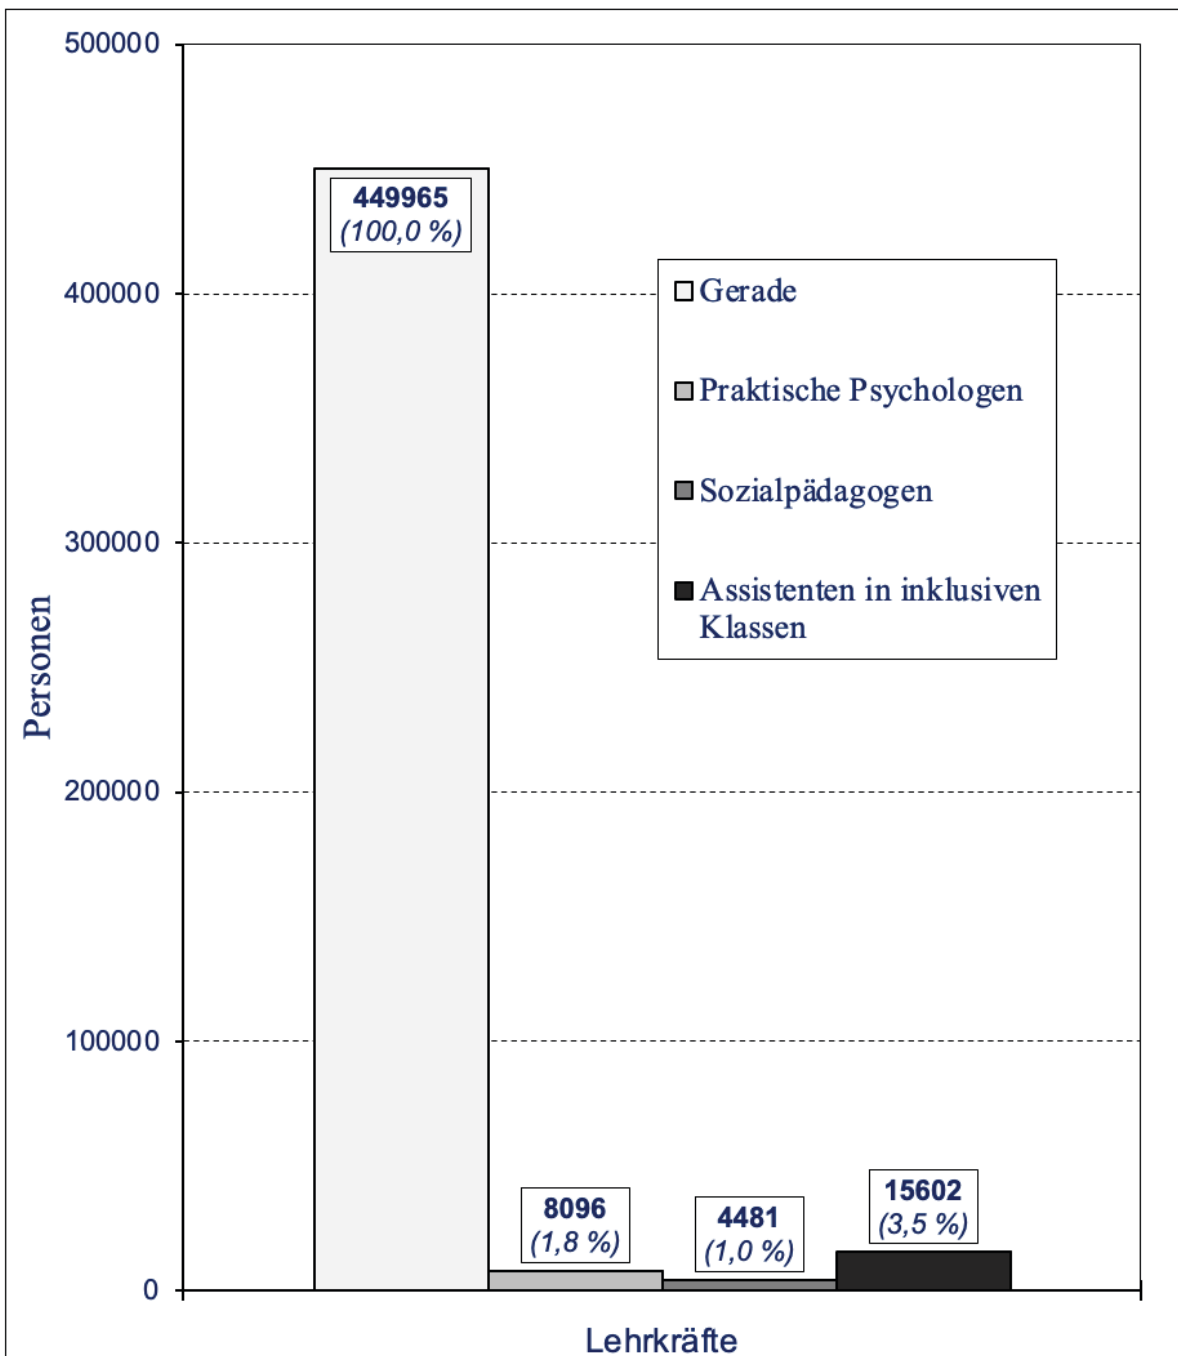 500000
449965
(100,0 %)
400000
Gerade
Praktische Psychologen
Sozialpädagogen
300000
Assistenten in inklusiven
Klassen
Personen
200000
100000
15602
(3,5 %)
8096
(1,8 %)
4481
(1,0 %)
0
Lehrkräfte